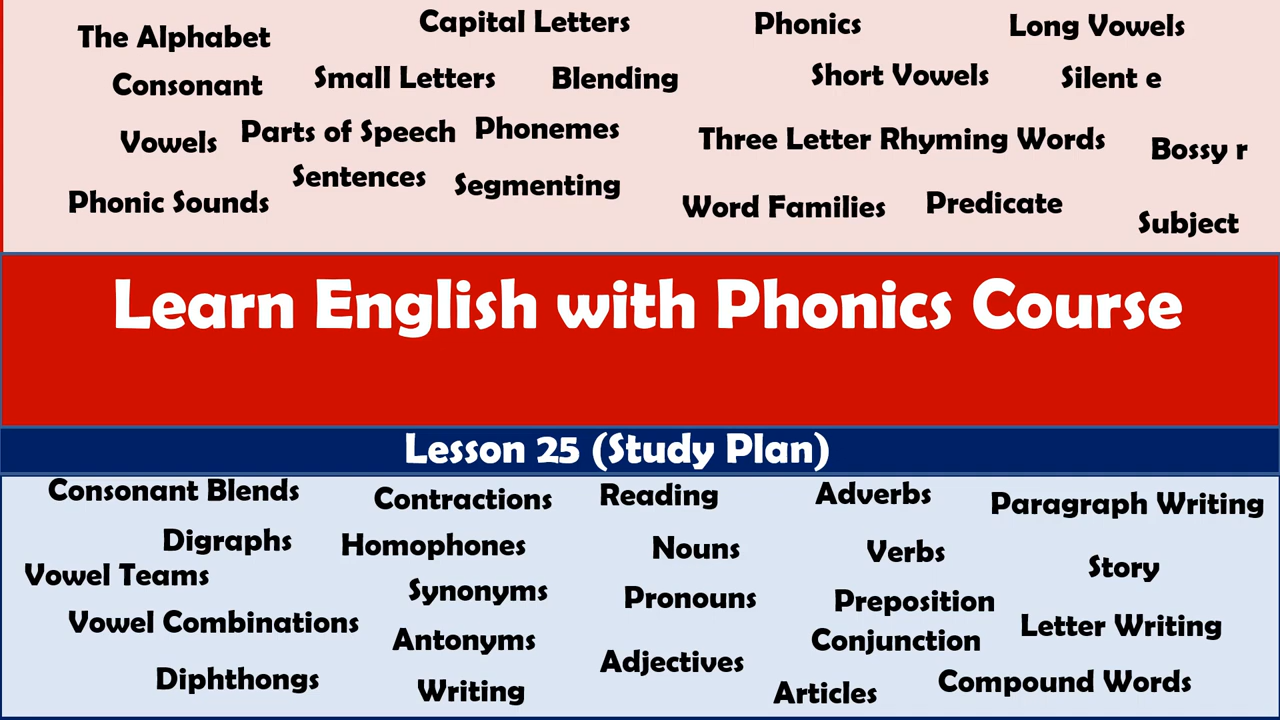 The Alphabet
Capital Letters
Phonics
Long Vowels
Consonant
Small Letters
Blending
Short Vowels
Silent e
Vowels
Parts of Speech
Phonemes
Three Letter Rhyming Words
Bossy r
Sentences
Segmenting
Phonic Sounds
Word Families
Predicate
Subject
Learn English with Phonics Course
Lesson 25 (Study Plan)
Consonant Blends
Contractions
Reading
Adverbs
Paragraph Writing
Digraphs
Homophones
Nouns
Verbs
Story
Vowel Teams
Synonyms
Pronouns
Preposition
Vowel Combinations
Antonyms
Conjunction
Letter Writing
Adjectives
Diphthongs
Writing
Articles
Compound Words